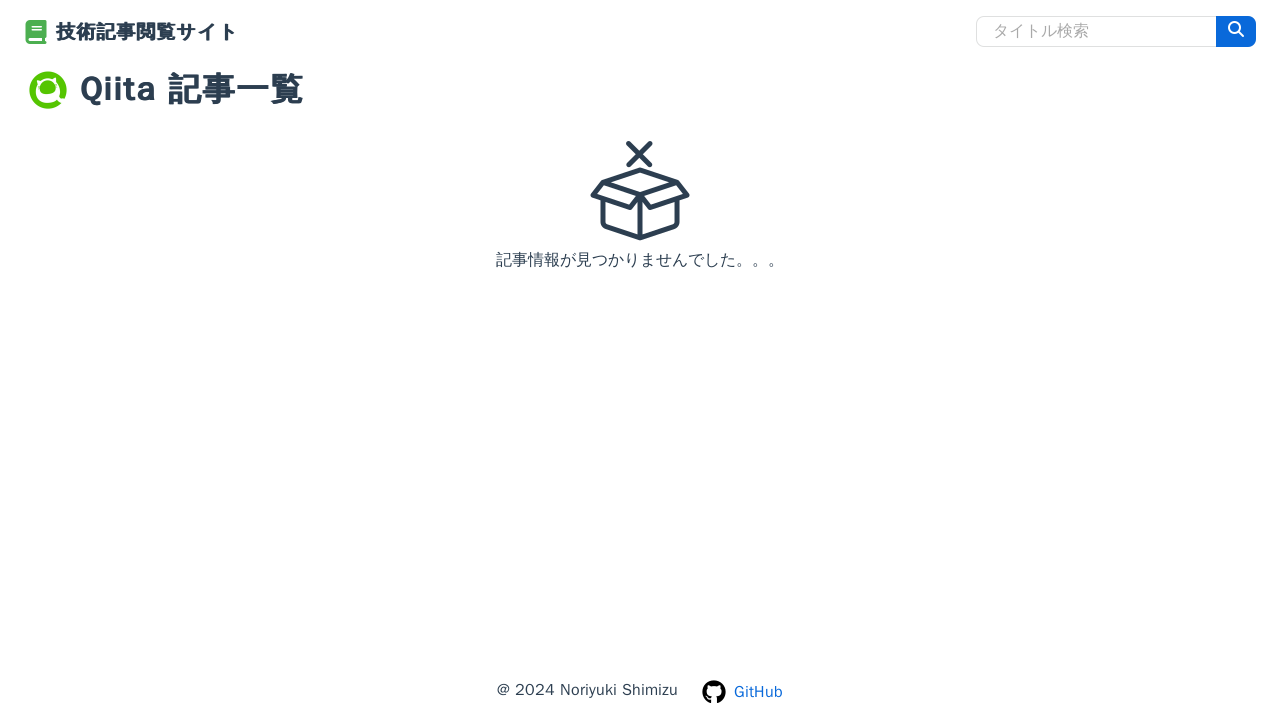 技術記事閲覧サイト
タイトル検索
Qiita 記事一覧
記事情報が見つかりませんでした。。。
@ 2024 Noriyuki Shimizu
GitHub